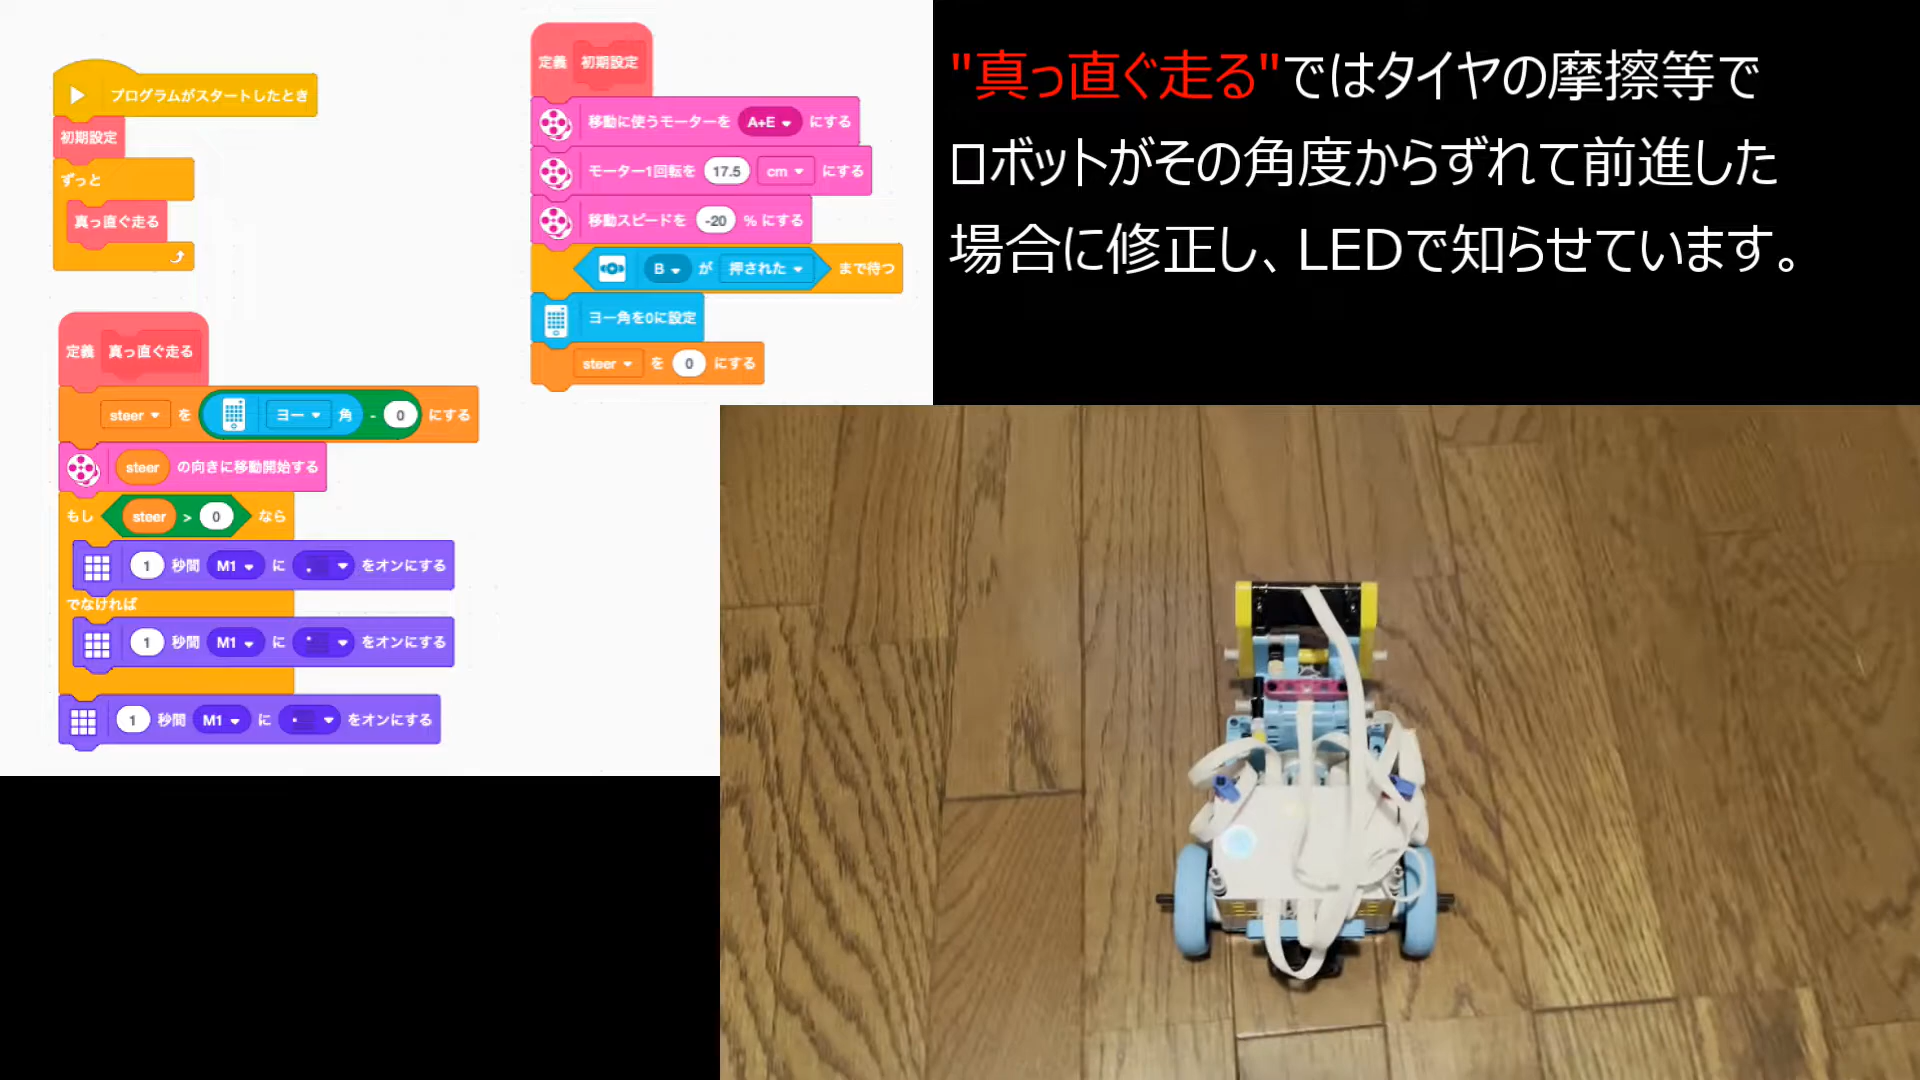 プログラムがスタートしたとき
初期設定
ずっと
真っ直ぐ走る
定義 真っ直ぐ走る
steer を ヨー 角 - 0 にする
steer の向きに移動開始する
もし steer > 0 なら
1 秒間 M1 に をオンにする
でなければ
1 秒間 M1 に をオンにする
1 秒間 M1 に をオンにする
定義 初期設定
移動に使うモーターを A+E にする
モーター1回転を 17.5 cm にする
移動スピードを -20 % にする
B が 押された まで待つ
ヨー角を0に設定
steer を 0 にする
"真っ直ぐ走る"ではタイヤの摩擦等で
ロボットがその角度からずれて前進した
場合に修正し、LEDで知らせています。